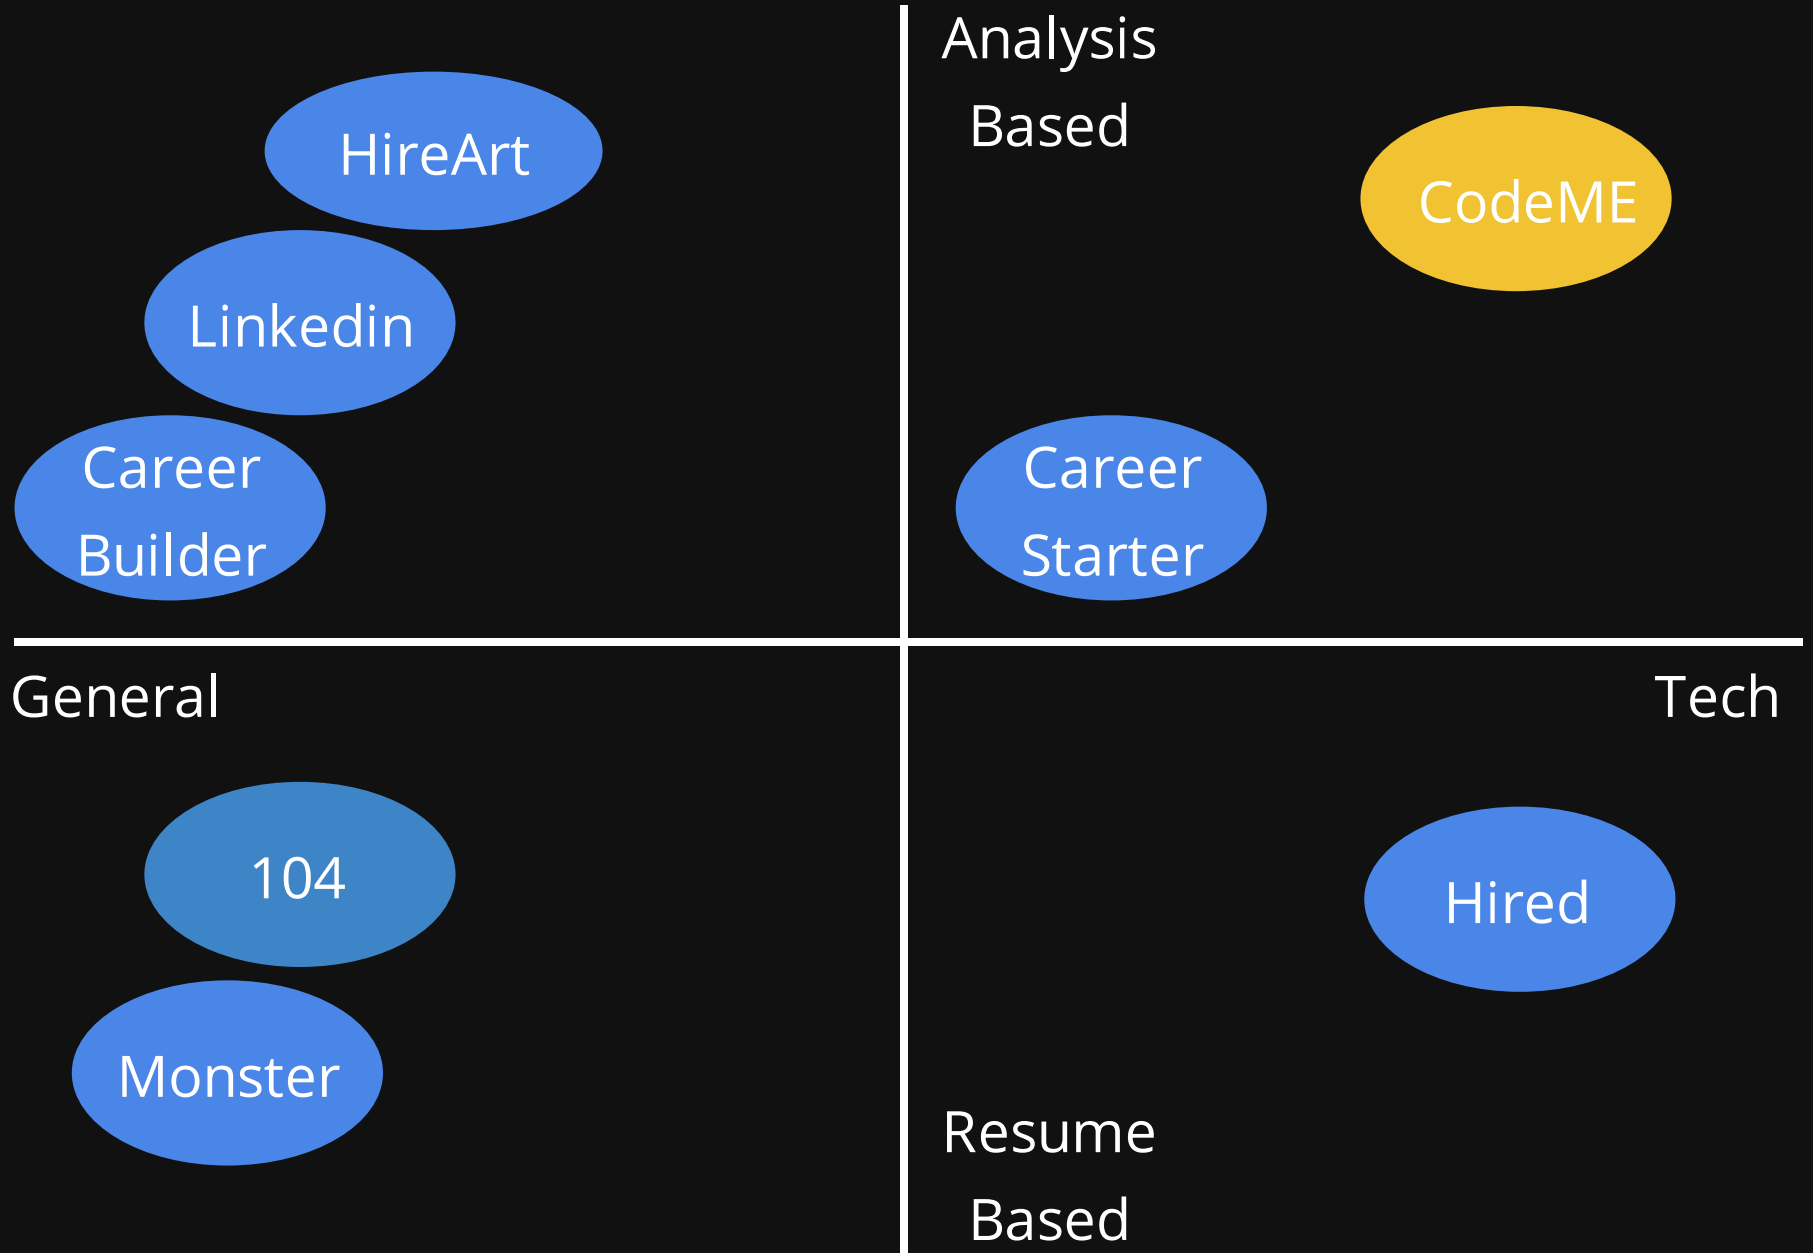 Analysis
Based
HireArt
CodeME
Linkedin
Career
Builder
Career
Starter
General
Tech
104
Hired
Monster
Resume
Based